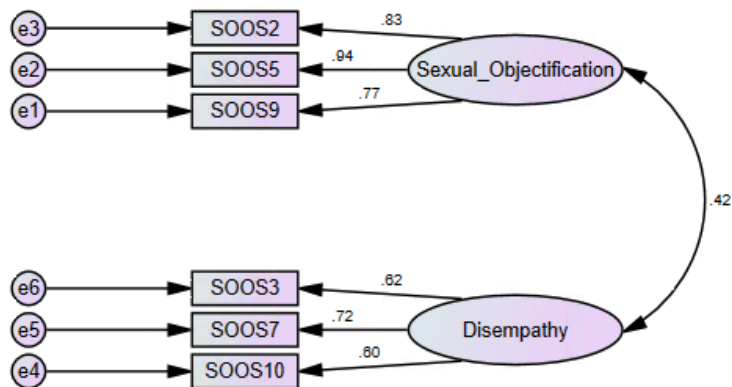 e3 SOOS2 .83
e2 SOOS5 .94 Sexual_Objectification
e1 SOOS9 .77
.42
e6 SOOS3 .62
e5 SOOS7 .72 Disempathy
e4 SOOS10 .60